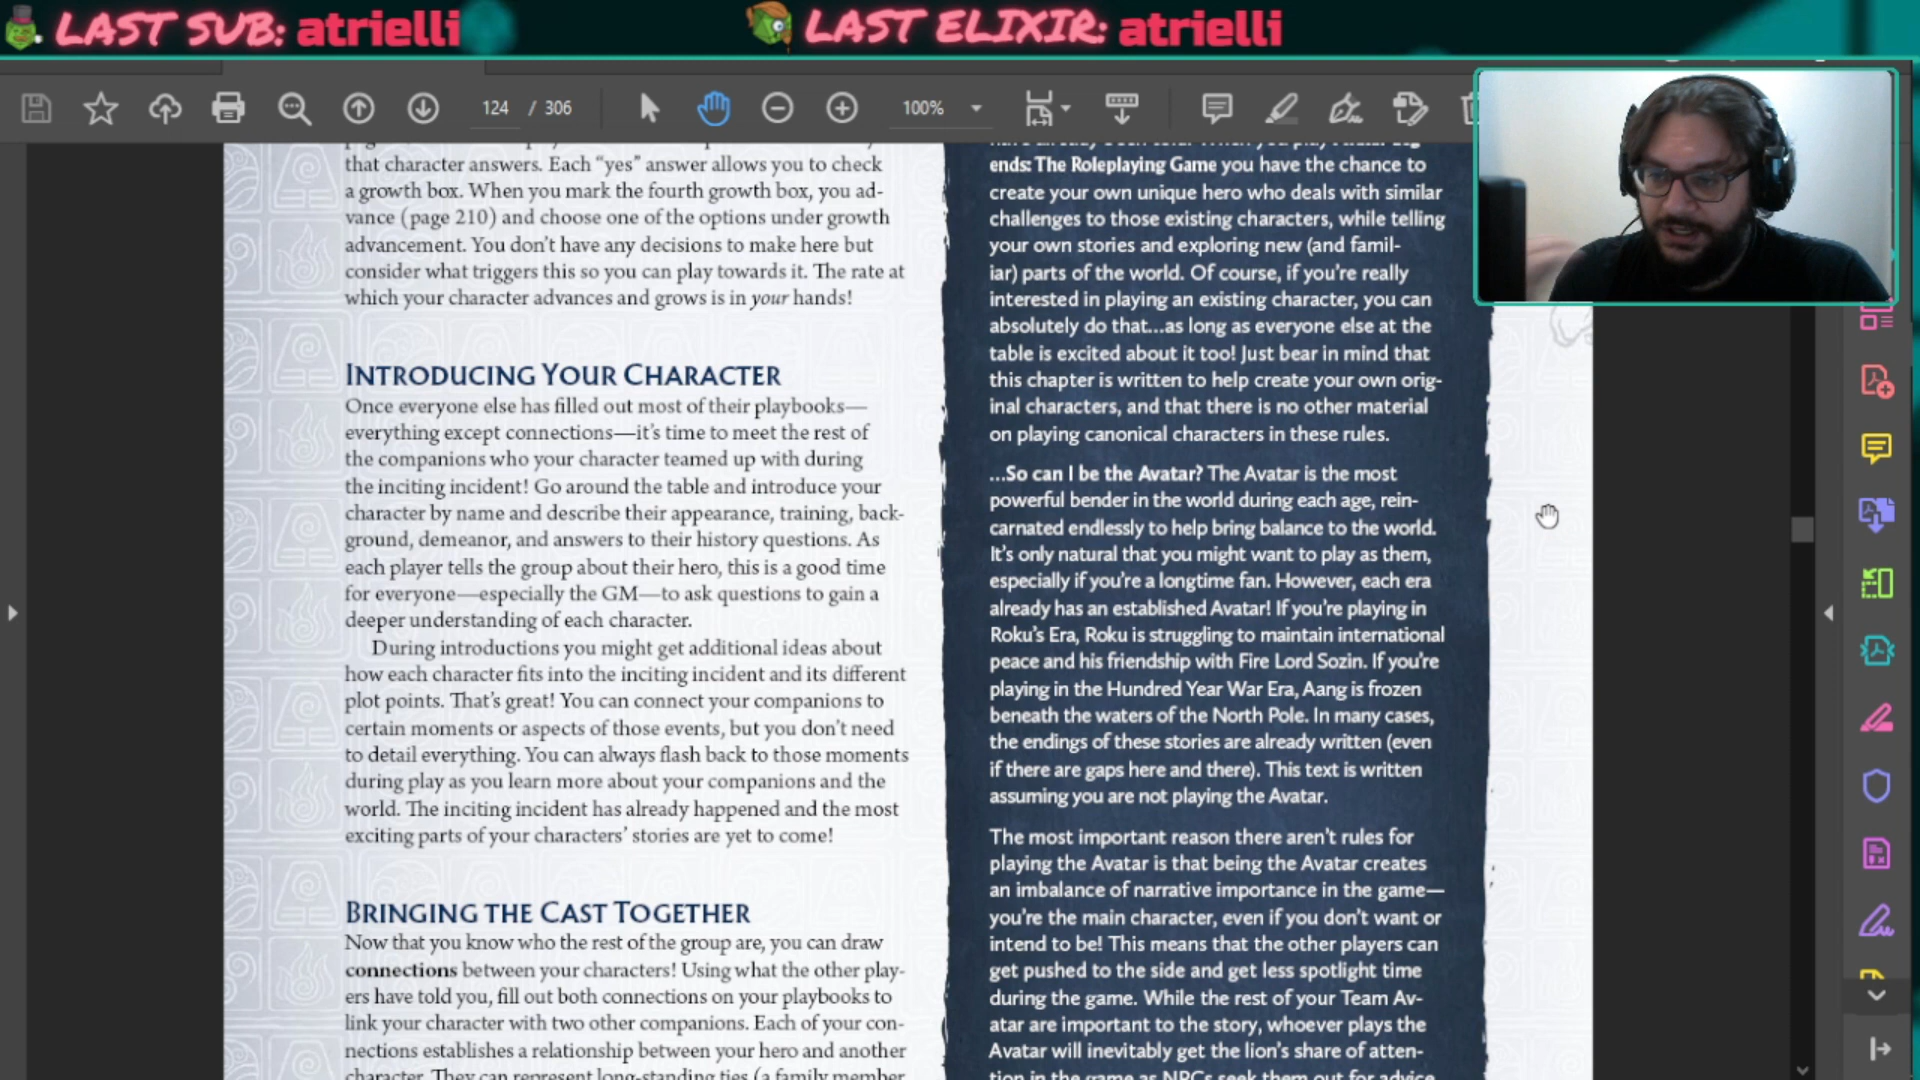 LAST SUB: atrielli
LAST ELIXIR: atrielli
124 / 306
100%
that character answers. Each “yes” answer allows you to check
a growth box. When you mark the fourth growth box, you ad-
vance (page 210) and choose one of the options under growth
advancement. You don’t have any decisions to make here but
consider what triggers this so you can play towards it. The rate at
which your character advances and grows is in your hands!
INTRODUCING YOUR CHARACTER
Once everyone else has filled out most of their playbooks—
everything except connections—it’s time to meet the rest of
the companions who your character teamed up with during
the inciting incident! Go around the table and introduce your
character by name and describe their appearance, training, back-
ground, demeanor, and answers to their history questions. As
each player tells the group about their hero, this is a good time
for everyone—especially the GM—to ask questions to gain a
deeper understanding of each character.
During introductions you might get additional ideas about
how each character fits into the inciting incident and its different
plot points. That’s great! You can connect your companions to
certain moments or aspects of those events, but you don’t need
to detail everything. You can always flash back to those moments
during play as you learn more about your companions and the
world. The inciting incident has already happened and the most
exciting parts of your characters’ stories are yet to come!
BRINGING THE CAST TOGETHER
Now that you know who the rest of the group are, you can draw
connections between your characters! Using what the other play-
ers have told you, fill out both connections on your playbooks to
link your character with two other companions. Each of your con-
nections establishes a relationship between your hero and another
character. They can represent long-standing ties (a family member
ends: The Roleplaying Game you have the chance to
create your own unique hero who deals with similar
challenges to those existing characters, while telling
your own stories and exploring new (and famil-
iar) parts of the world. Of course, if you’re really
interested in playing an existing character, you can
absolutely do that...as long as everyone else at the
table is excited about it too! Just bear in mind that
this chapter is written to help create your own orig-
inal characters, and that there is no other material
on playing canonical characters in these rules.
...So can I be the Avatar? The Avatar is the most
powerful bender in the world during each age, rein-
carnated endlessly to help bring balance to the world.
It’s only natural that you might want to play as them,
especially if you’re a longtime fan. However, each era
already has an established Avatar! If you’re playing in
Roku’s Era, Roku is struggling to maintain international
peace and his friendship with Fire Lord Sozin. If you’re
playing in the Hundred Year War Era, Aang is frozen
beneath the waters of the North Pole. In many cases,
the endings of these stories are already written (even
if there are gaps here and there). This text is written
assuming you are not playing the Avatar.
The most important reason there aren’t rules for
playing the Avatar is that being the Avatar creates
an imbalance of narrative importance in the game—
you’re the main character, even if you don’t want or
intend to be! This means that the other players can
get pushed to the side and get less spotlight time
during the game. While the rest of your Team Av-
atar are important to the story, whoever plays the
Avatar will inevitably get the lion’s share of atten-
tion in the game as NPCs seek them out for advice